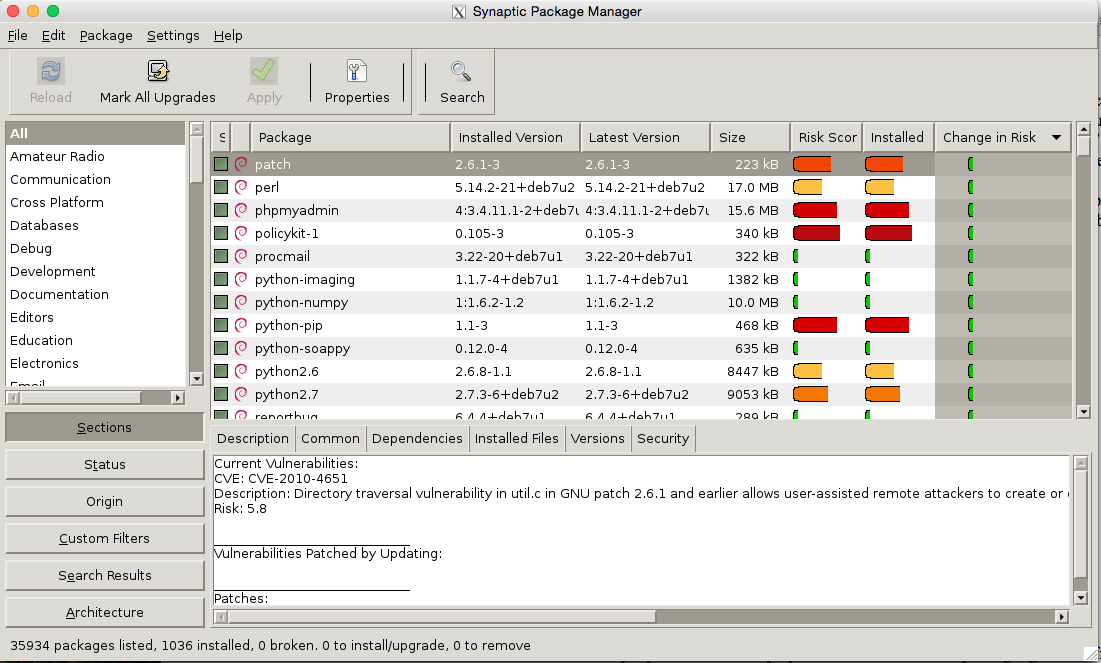 Synaptic Package Manager
File Edit Package Settings Help
Reload Mark All Upgrades Apply Properties Search
All
Amateur Radio
Communication
Cross Platform
Databases
Debug
Development
Documentation
Editors
Education
Electronics
Email
S Package Installed Version Latest Version Size Risk Scor Installed Change in Risk
patch 2.6.1-3 2.6.1-3 223 kB
perl 5.14.2-21+deb7u2 5.14.2-21+deb7u2 17.0 MB
phpmyadmin 4:3.4.11.1-2+deb7u 4:3.4.11.1-2+deb7u 15.6 MB
policykit-1 0.105-3 0.105-3 340 kB
procmail 3.22-20+deb7u1 3.22-20+deb7u1 322 kB
python-imaging 1.1.7-4+deb7u1 1.1.7-4+deb7u1 1382 kB
python-numpy 1:1.6.2-1.2 1:1.6.2-1.2 10.0 MB
python-pip 1.1-3 1.1-3 468 kB
python-soappy 0.12.0-4 0.12.0-4 635 kB
python2.6 2.6.8-1.1 2.6.8-1.1 8447 kB
python2.7 2.7.3-6+deb7u2 2.7.3-6+deb7u2 9053 kB
reportbug 6.4.4+deb7u1 6.4.4+deb7u1 289 kB
Sections
Status
Origin
Custom Filters
Search Results
Architecture
Description Common Dependencies Installed Files Versions Security
Current Vulnerabilities:
CVE: CVE-2010-4651
Description: Directory traversal vulnerability in util.c in GNU patch 2.6.1 and earlier allows user-assisted remote attackers to create or
Risk: 5.8
Vulnerabilities Patched by Updating:
Patches:
35934 packages listed, 1036 installed, 0 broken. 0 to install/upgrade, 0 to remove